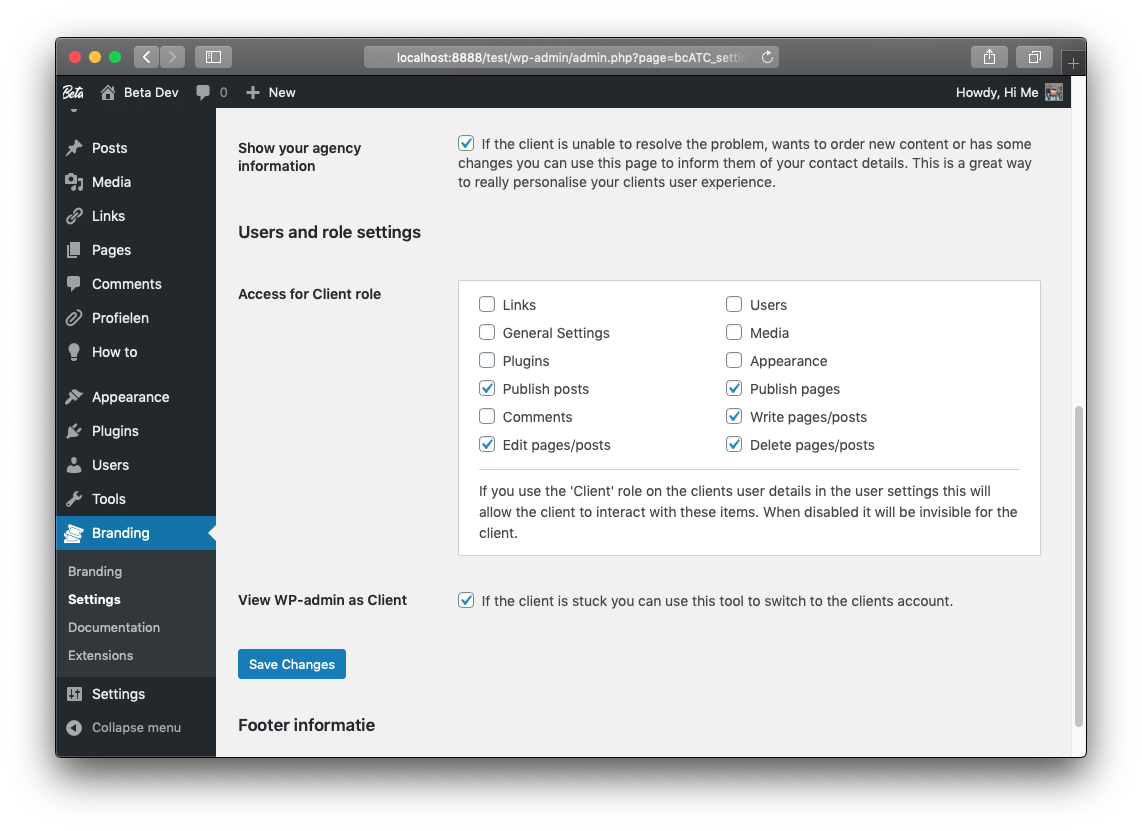 localhost:8888/test/wp-admin/admin.php?page=bcATC_settin
Beta Beta Dev 0 New Howdy, Hi Me
Posts
Media
Links
Pages
Comments
Profielen
How to
Appearance
Plugins
Users
Tools
Branding
Branding
Settings
Documentation
Extensions
Settings
Collapse menu
Show your agency
information
If the client is unable to resolve the problem, wants to order new content or has some
changes you can use this page to inform them of your contact details. This is a great way
to really personalise your clients user experience.
Users and role settings
Access for Client role
Links Users
General Settings Media
Plugins Appearance
Publish posts Publish pages
Comments Write pages/posts
Edit pages/posts Delete pages/posts
If you use the 'Client' role on the clients user details in the user settings this will
allow the client to interact with these items. When disabled it will be invisible for the
client.
View WP-admin as Client
If the client is stuck you can use this tool to switch to the clients account.
Save Changes
Footer informatie